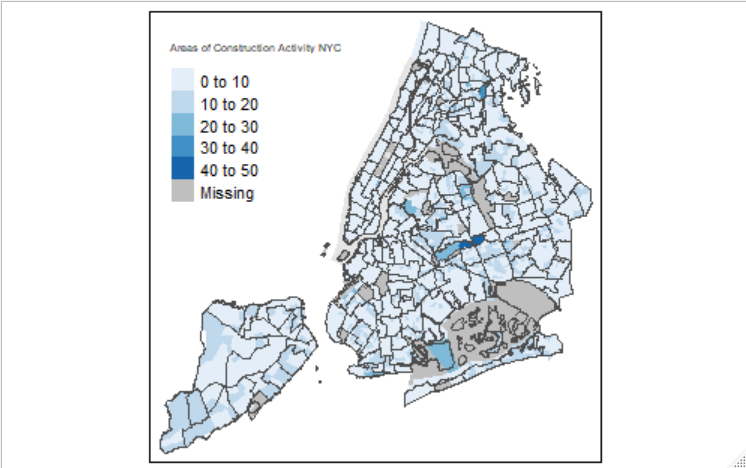 Areas of Construction Activity NYC
0 to 10
10 to 20
20 to 30
30 to 40
40 to 50
Missing